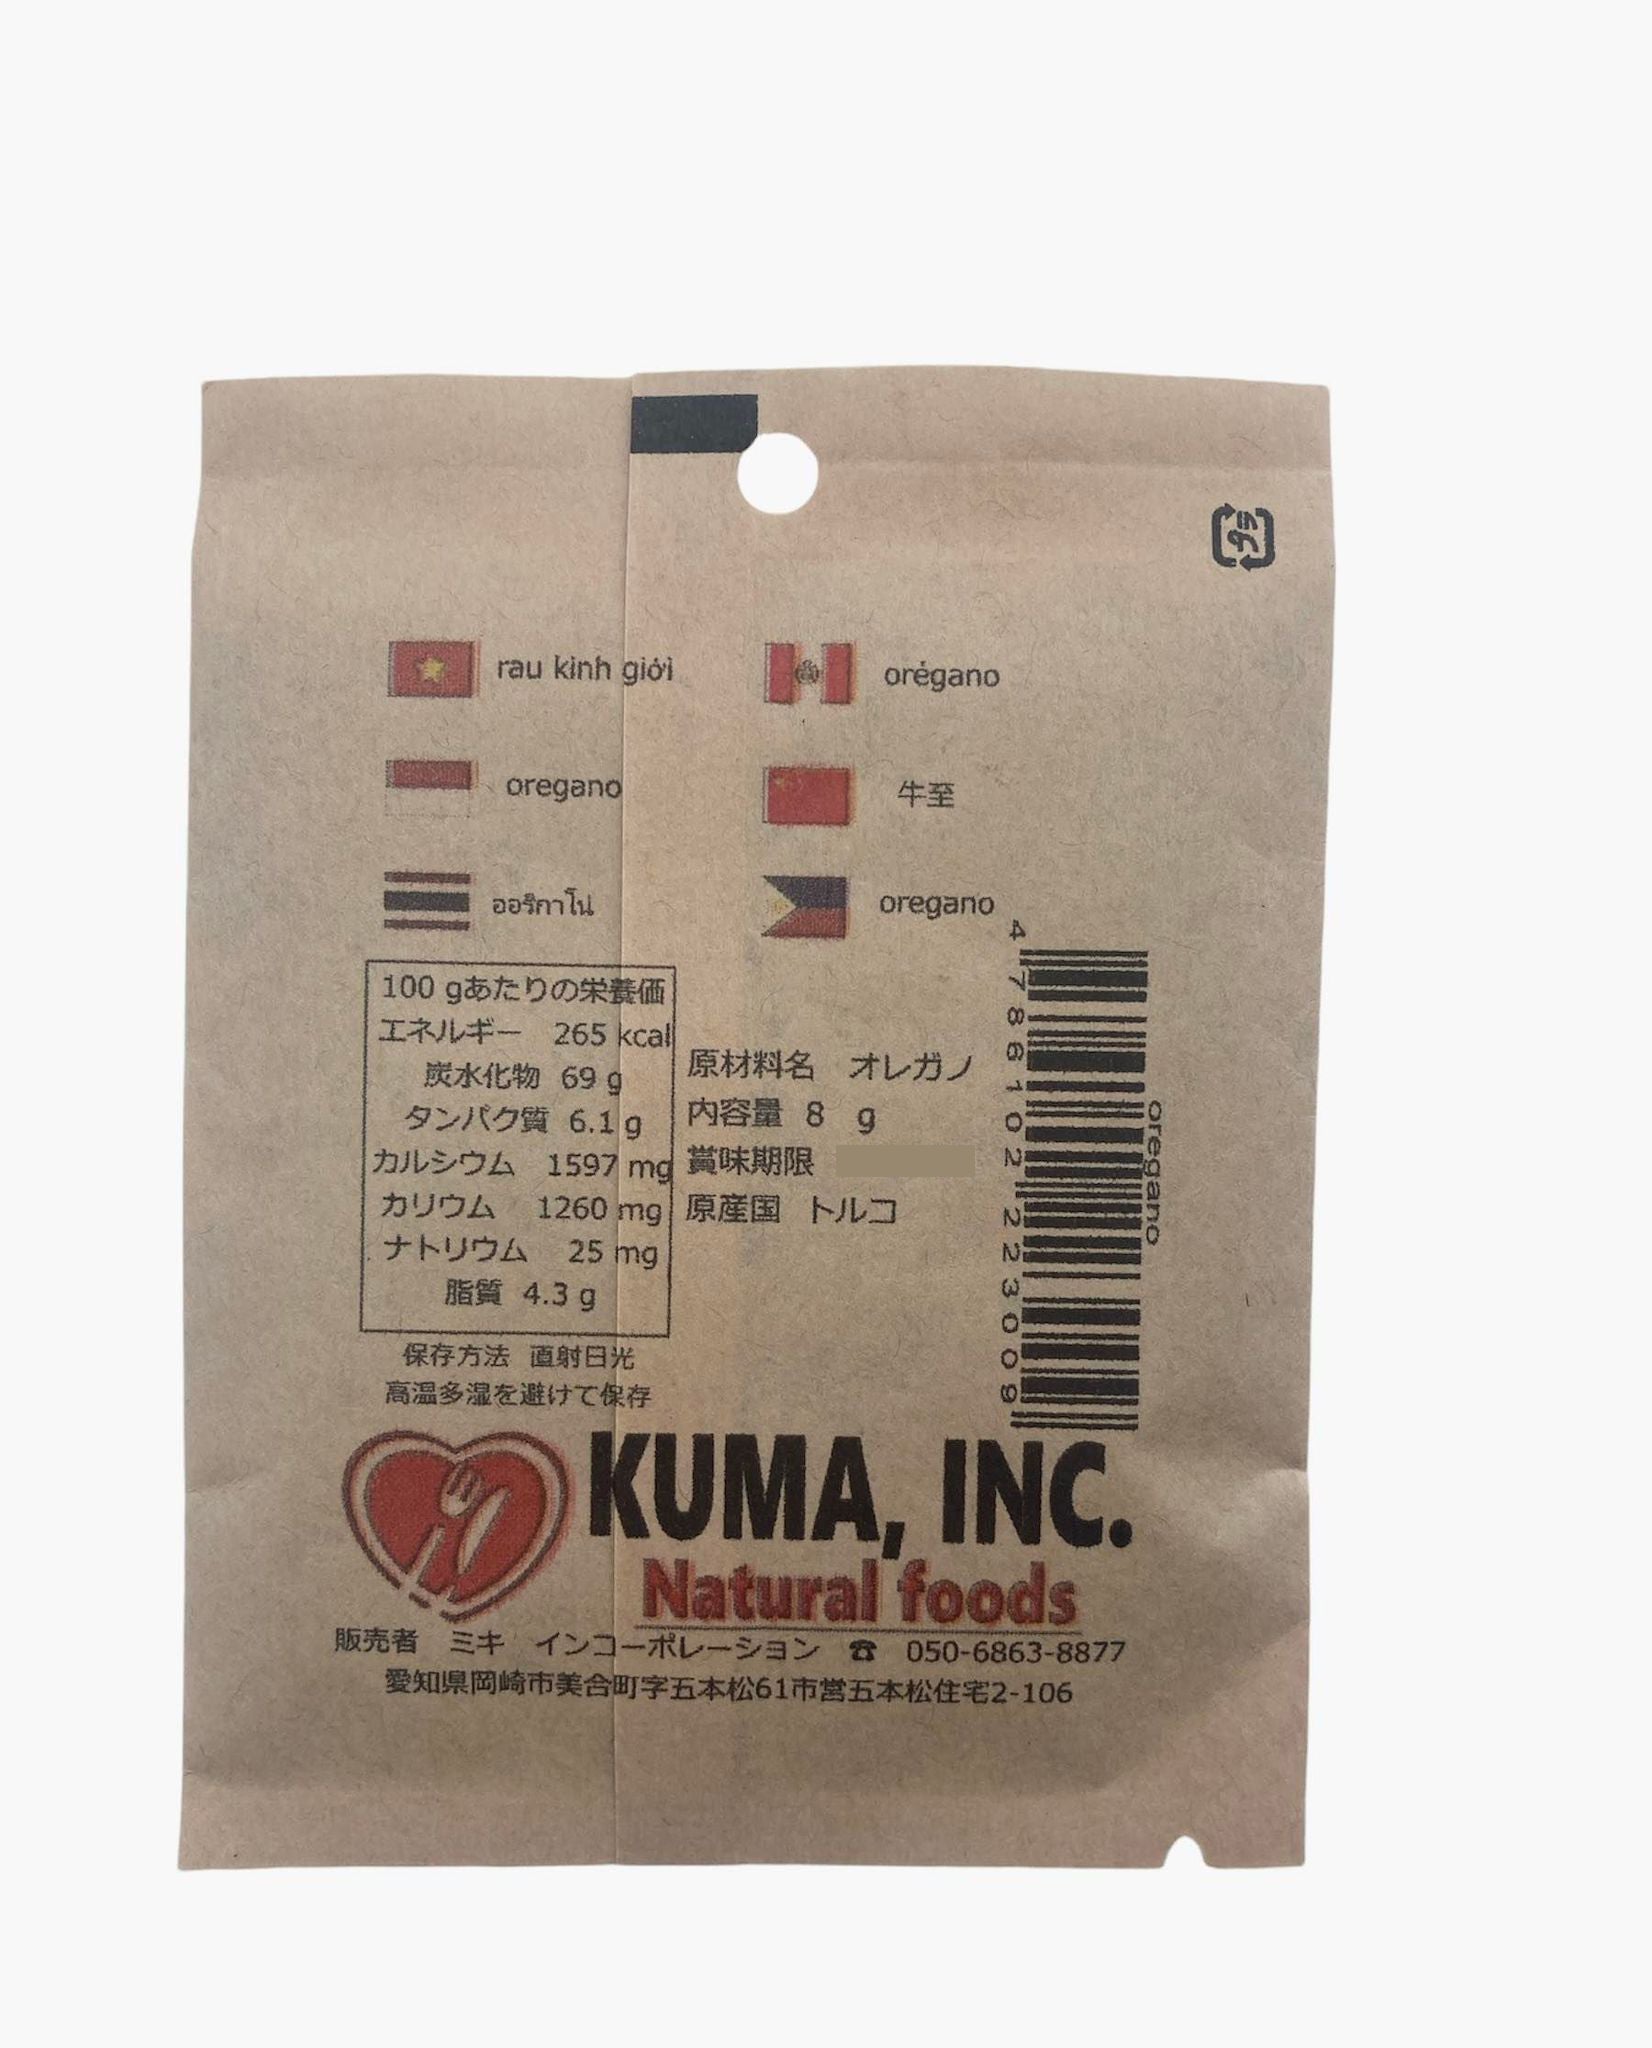 プラ
rau kinh giới
orégano
oregano
牛至
ออริกาโน่
oregano
100 gあたりの栄養価
エネルギー 265 kcal
炭水化物 69 g
タンパク質 6.1 g
カルシウム 1597 mg
カリウム 1260 mg
ナトリウム 25 mg
脂質 4.3 g
保存方法 直射日光
高温多湿を避けて保存
原材料名 オレガノ
内容量 8 g
賞味期限
原産国 トルコ
4786102223009
oregano
KUMA, INC.
Natural foods
販売者 ミキ インコーポレーション ☎ 050-6863-8877
愛知県岡崎市美合町字五本松61市営五本松住宅2-106